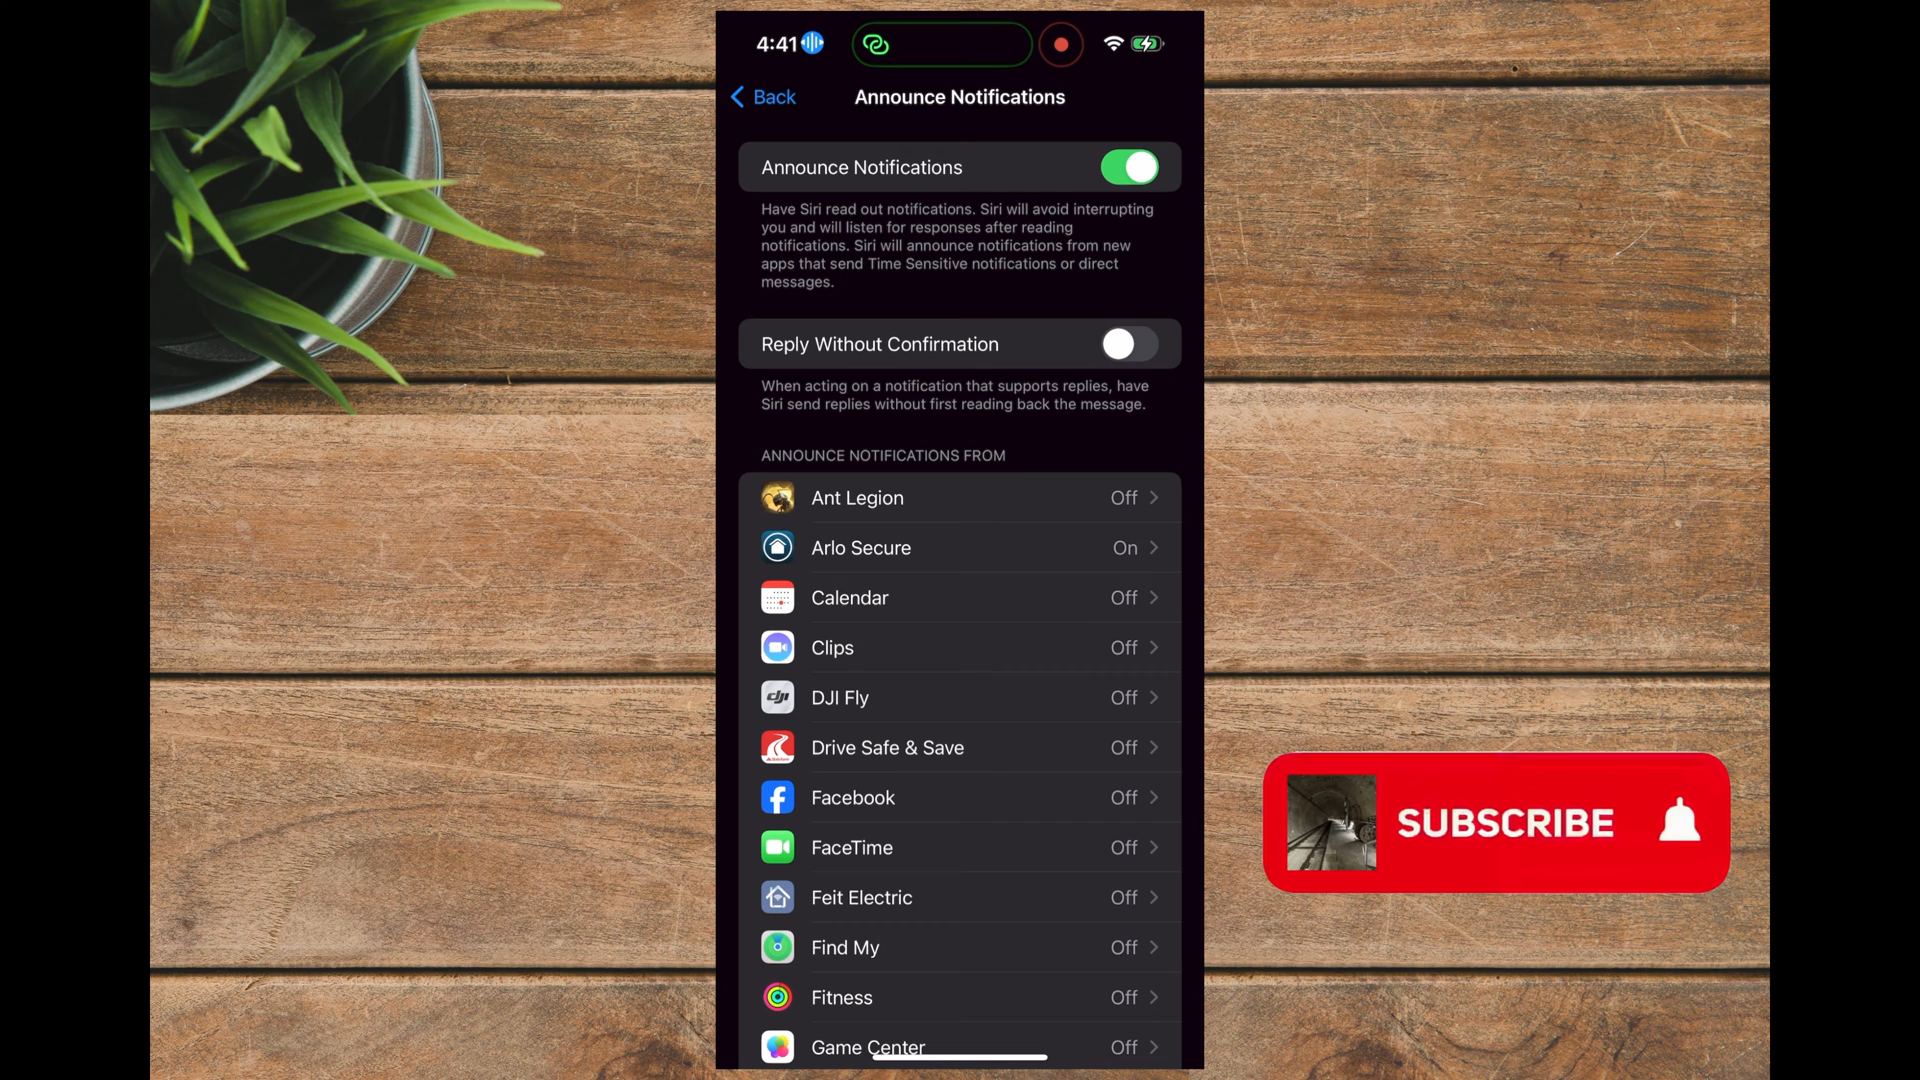 4:41
Back
Announce Notifications
Announce Notifications
Have Siri read out notifications. Siri will avoid interrupting
you and will listen for responses after reading
notifications. Siri will announce notifications from new
apps that send Time Sensitive notifications or direct
messages.
Reply Without Confirmation
When acting on a notification that supports replies, have
Siri send replies without first reading back the message.
ANNOUNCE NOTIFICATIONS FROM
Ant Legion Off
Arlo Secure On
Calendar Off
Clips Off
dji DJI Fly Off
Drive Safe & Save Off
Facebook Off
FaceTime Off
Feit Electric Off
Find My Off
Fitness Off
Game Center Off
SUBSCRIBE